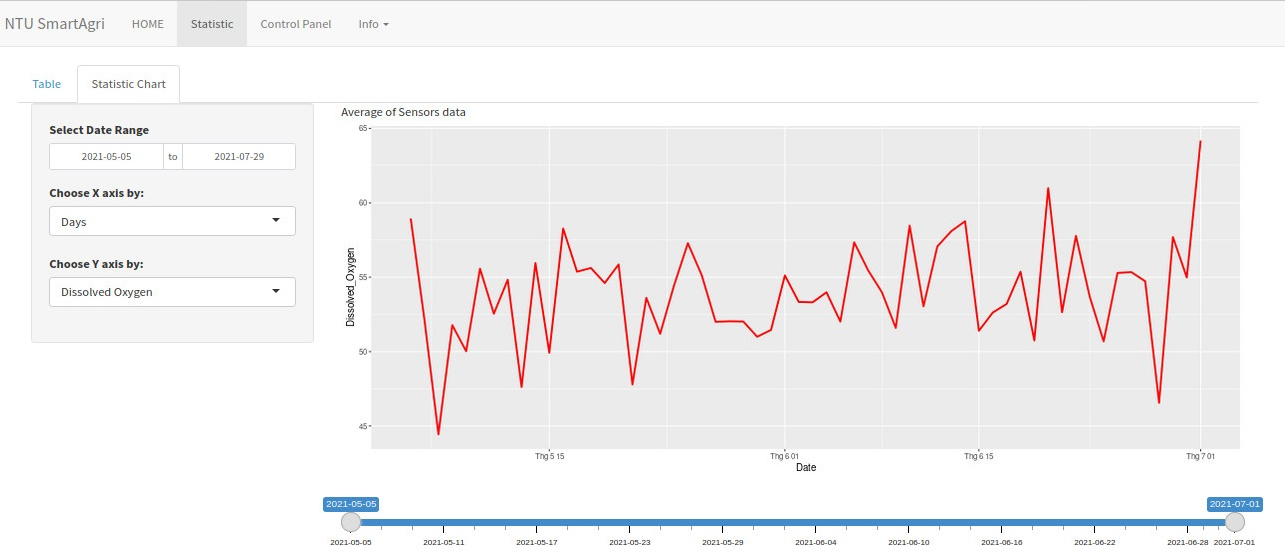 NTU SmartAgri HOME Statistic Control Panel Info
Table Statistic Chart
Select Date Range
2021-05-05 to 2021-07-29
Choose X axis by:
Days
Choose Y axis by:
Dissolved Oxygen
Average of Sensors data
65
60
55
50
45
Dissolved_Oxygen
Thg 5 15 Thg 6 01 Thg 6 15 Thg 7 01
Date
2021-05-05 2021-07-01
2021-05-05 2021-05-11 2021-05-17 2021-05-23 2021-05-29 2021-06-04 2021-06-10 2021-06-16 2021-06-22 2021-06-28 2021-07-01